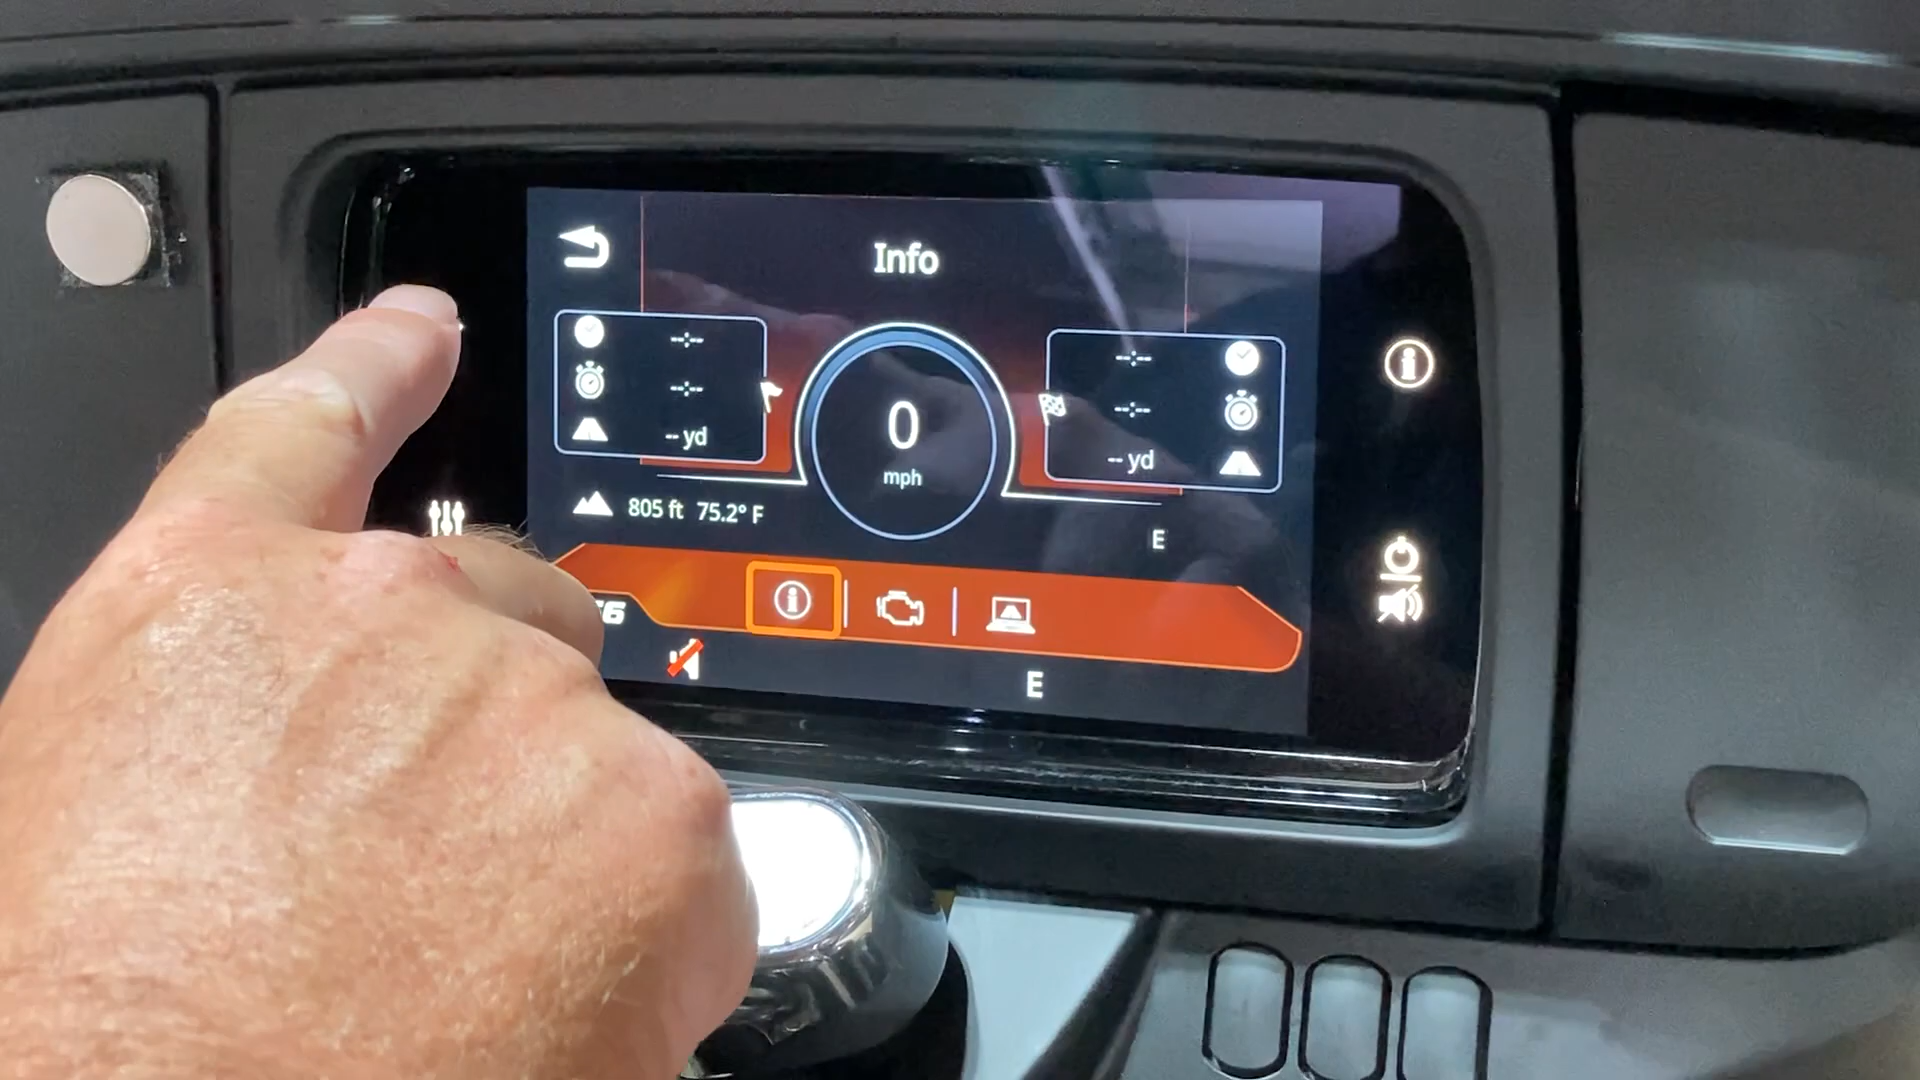 Info
--:--
--:--
-- yd
0
mph
--:--
--:--
-- yd
805 ft 75.2° F
E
E